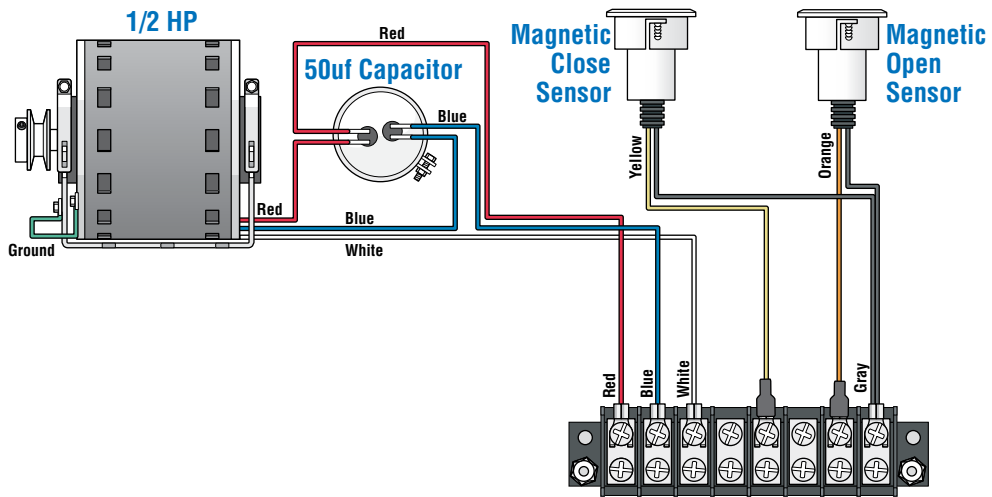 1/2 HP
Red
50uf Capacitor
Blue
Magnetic
Close
Sensor
Magnetic
Open
Sensor
Yellow
Orange
Red
Blue
White
Ground
Red
Blue
White
Gray